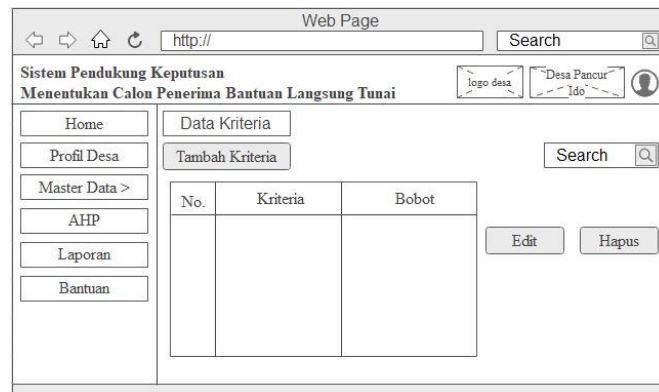 Web Page
http://
Search
Sistem Pendukung Keputusan
Menentukan Calon Penerima Bantuan Langsung Tunai
logo desa
Desa Pancur
Ido
Home
Profil Desa
Master Data >
AHP
Laporan
Bantuan
Data Kriteria
Tambah Kriteria
Search
No. Kriteria Bobot
Edit Hapus